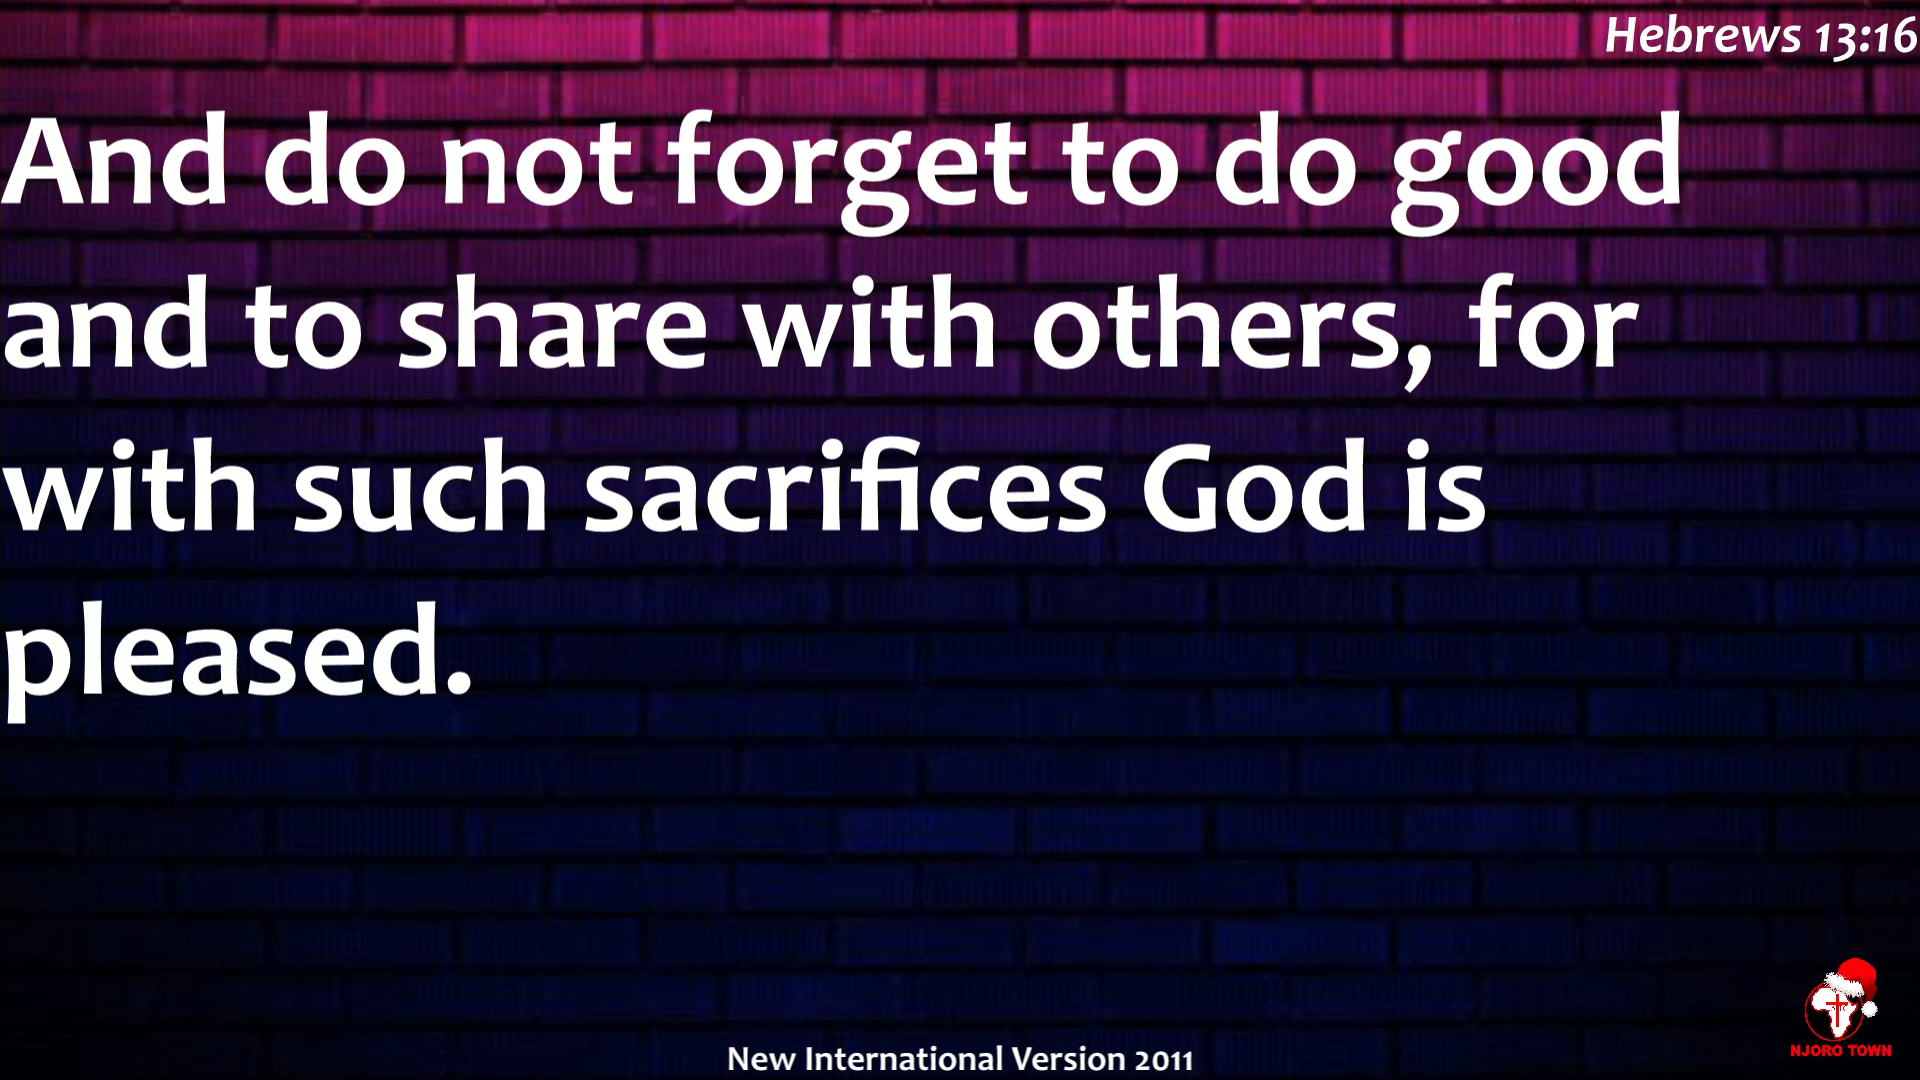 Hebrews 13:16
And do not forget to do good
and to share with others, for
with such sacrifices God is
pleased.
New International Version 2011
NJORO TOWN